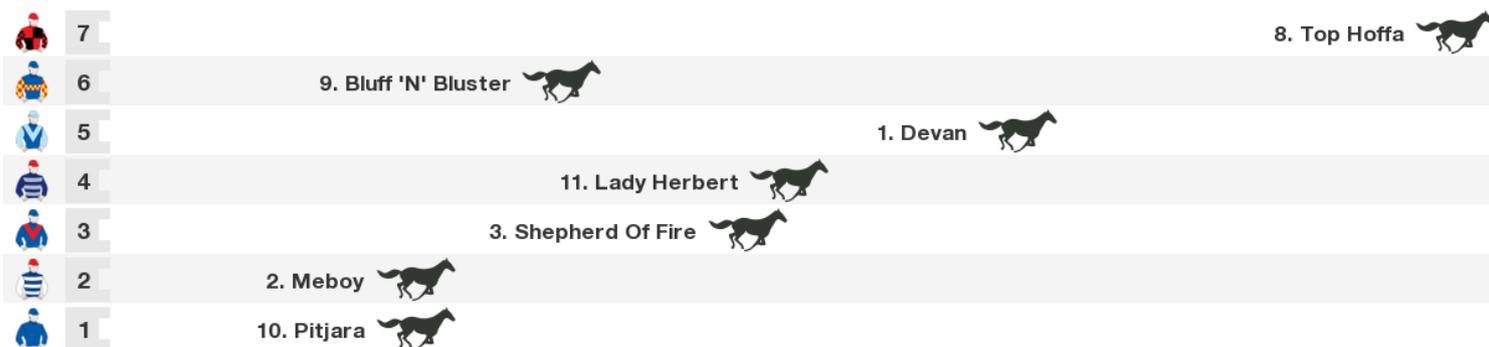 7 8. Top Hoffa
6 9. Bluff 'N' Bluster
5 1. Devan
4 11. Lady Herbert
3 3. Shepherd Of Fire
2 2. Meboy
1 10. Pitjara